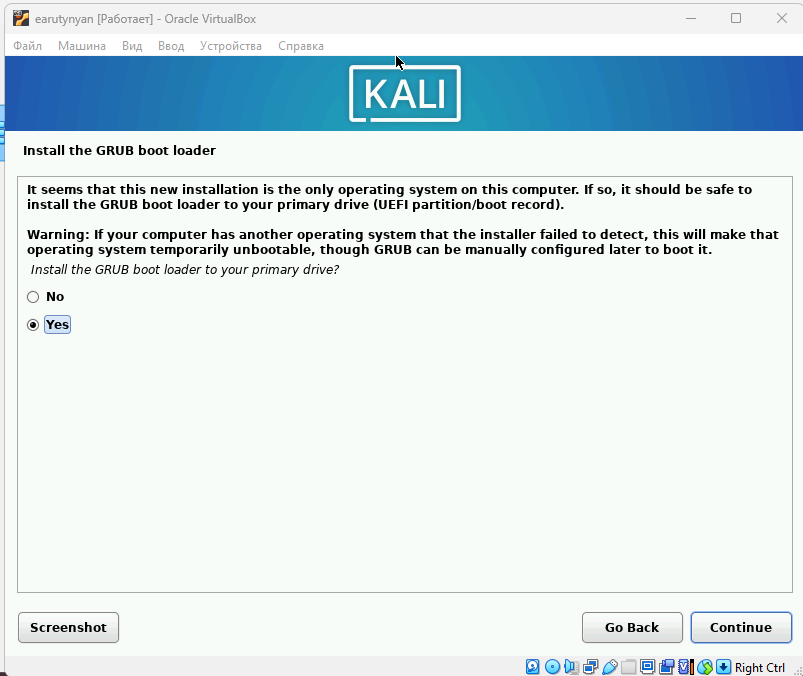 earutynyan [Работает] - Oracle VirtualBox
Файл Машина Вид Ввод Устройства Справка
KALI
Install the GRUB boot loader
It seems that this new installation is the only operating system on this computer. If so, it should be safe to
install the GRUB boot loader to your primary drive (UEFI partition/boot record).
Warning: If your computer has another operating system that the installer failed to detect, this will make that
operating system temporarily unbootable, though GRUB can be manually configured later to boot it.
Install the GRUB boot loader to your primary drive?
No
Yes
Screenshot Go Back Continue
Right Ctrl